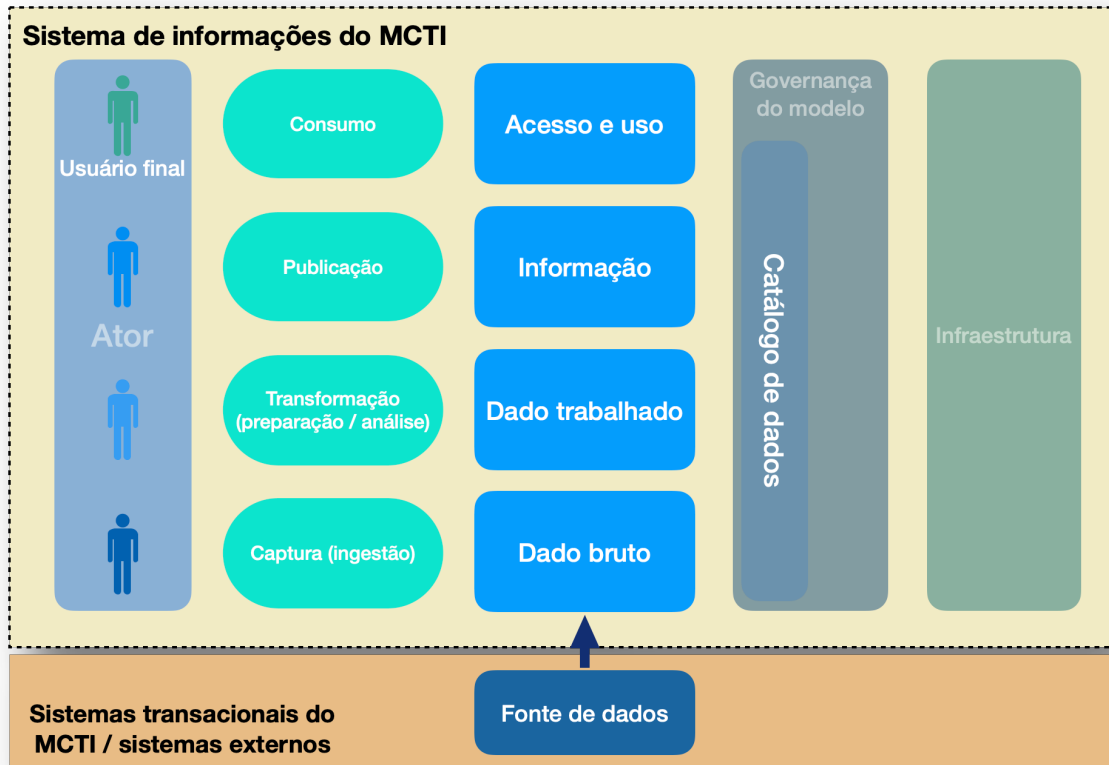 Sistema de informações do MCTI
Usuário final
Ator
Consumo
Publicação
Transformação
(preparação / análise)
Captura (ingestão)
Acesso e uso
Informação
Dado trabalhado
Dado bruto
Governança
do modelo
Catálogo de dados
Infraestrutura
Sistemas transacionais do
MCTI / sistemas externos
Fonte de dados